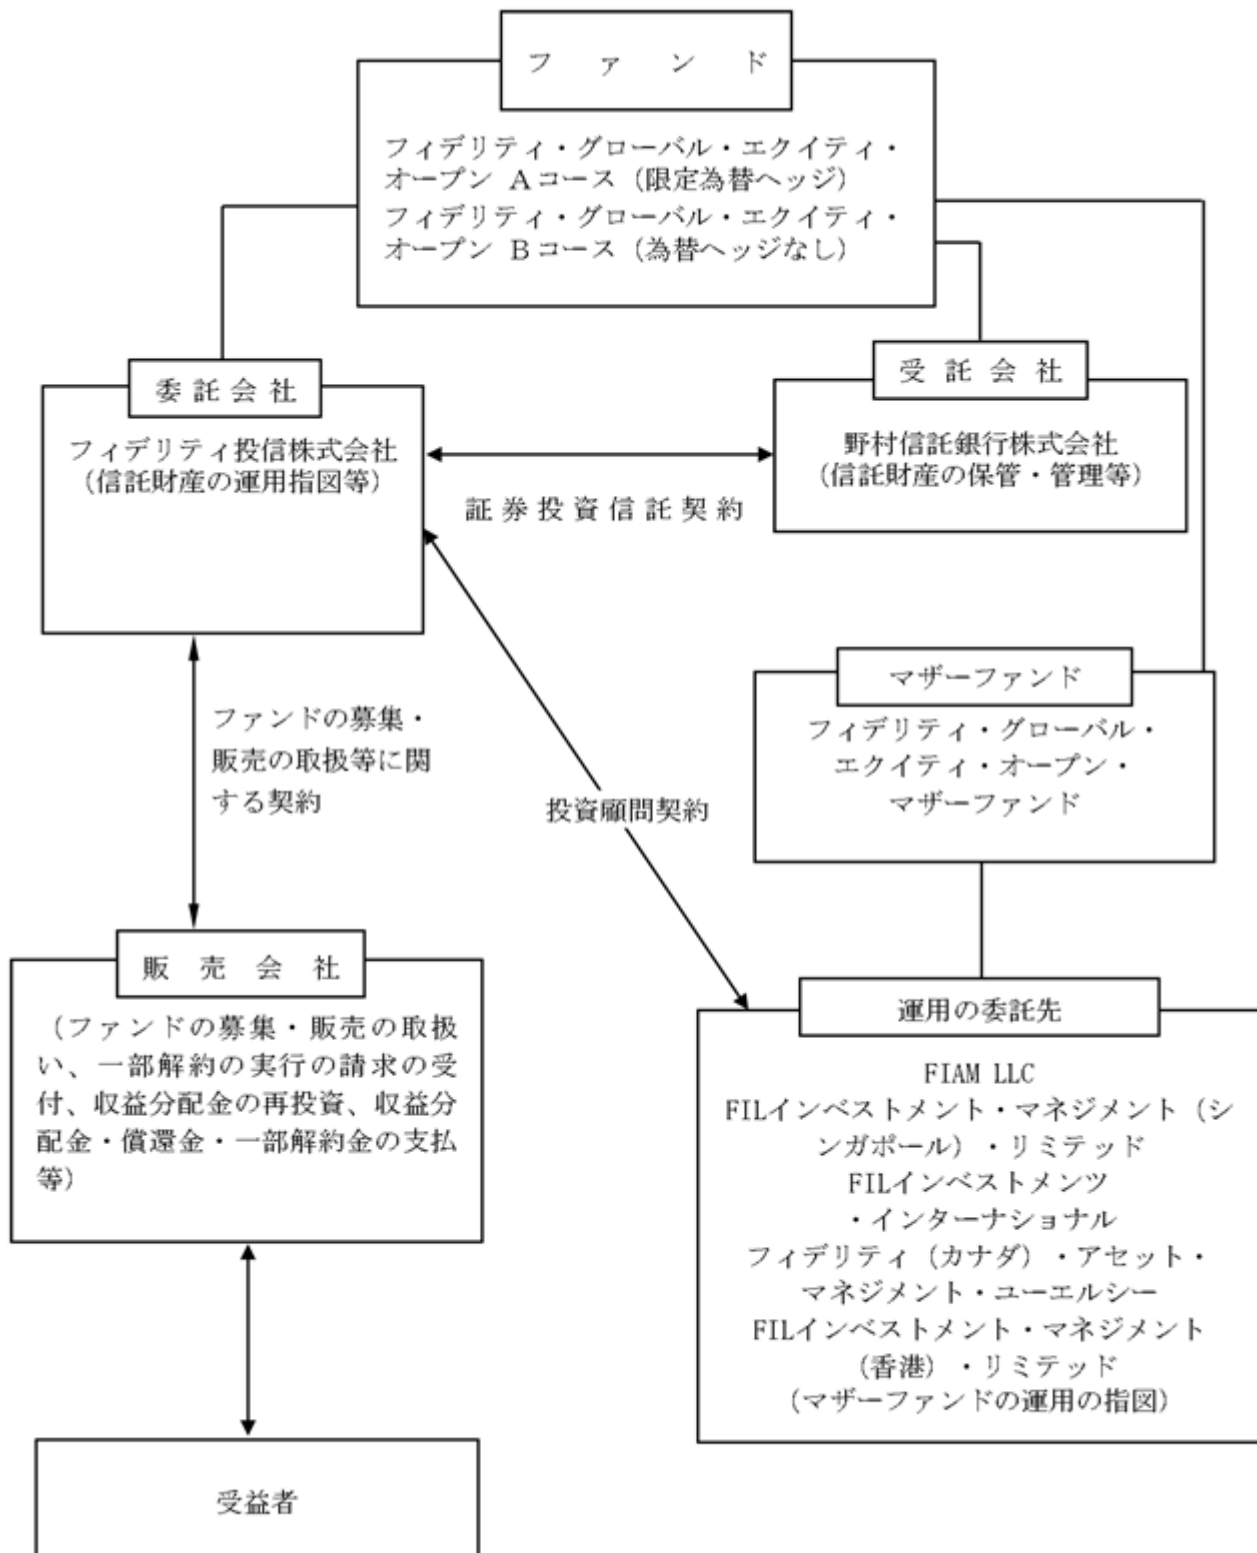 ファンド
フィデリティ・グローバル・エクイティ・
オープン Aコース（限定為替ヘッジ）
フィデリティ・グローバル・エクイティ・
オープン Bコース（為替ヘッジなし）
委託会社
フィデリティ投信株式会社
（信託財産の運用指図等）
受託会社
野村信託銀行株式会社
（信託財産の保管・管理等）
証券投資信託契約
マザーファンド
フィデリティ・グローバル・
エクイティ・オープン・
マザーファンド
ファンドの募集・
販売の取扱等に関
する契約
投資顧問契約
販売会社
（ファンドの募集・販売の取扱
い、一部解約の実行の請求の受
付、収益分配金の再投資、収益分
配金・償還金・一部解約金の支払
等）
運用の委託先
FIAM LLC
FILインベストメント・マネジメント（シ
ンガポール）・リミテッド
FILインベストメンツ
・インターナショナル
フィデリティ（カナダ）・アセット・
マネジメント・ユーエルシー
FILインベストメント・マネジメント
（香港）・リミテッド
（マザーファンドの運用の指図）
受益者